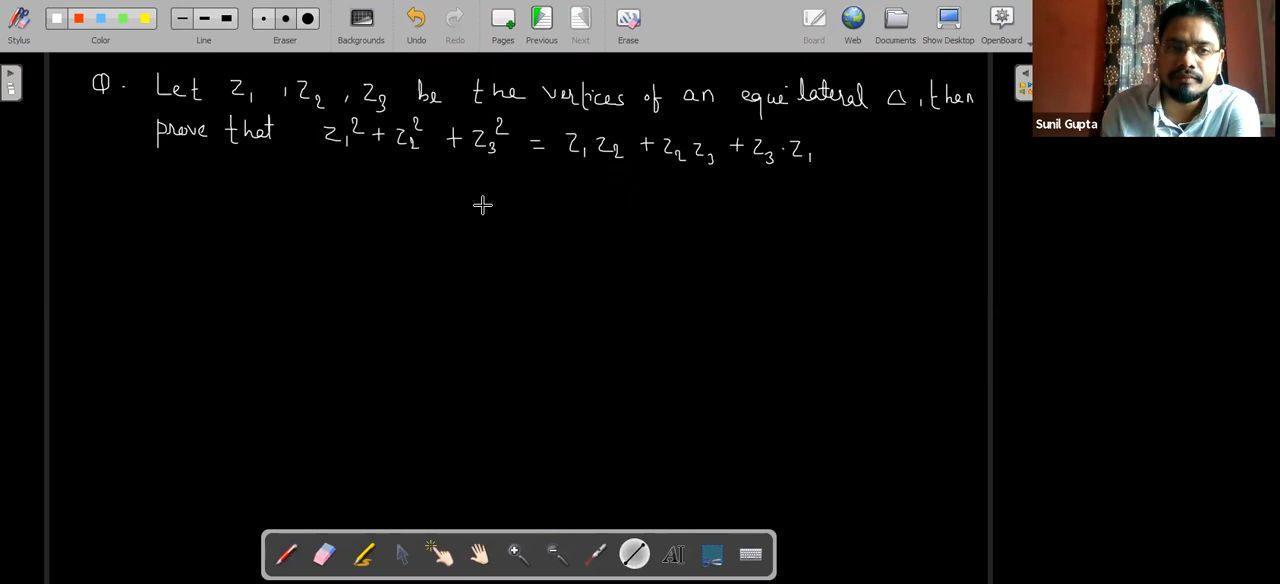 Stylus Color Line Eraser Backgrounds Undo Redo Pages Previous Next Erase Board Web Documents Show Desktop OpenBoard
Sunil Gupta
Q. Let z₁, z₂, z₃ be the vertices of an equilateral Δ, then
prove that z₁² + z₂² + z₃² = z₁z₂ + z₂z₃ + z₃·z₁
AI